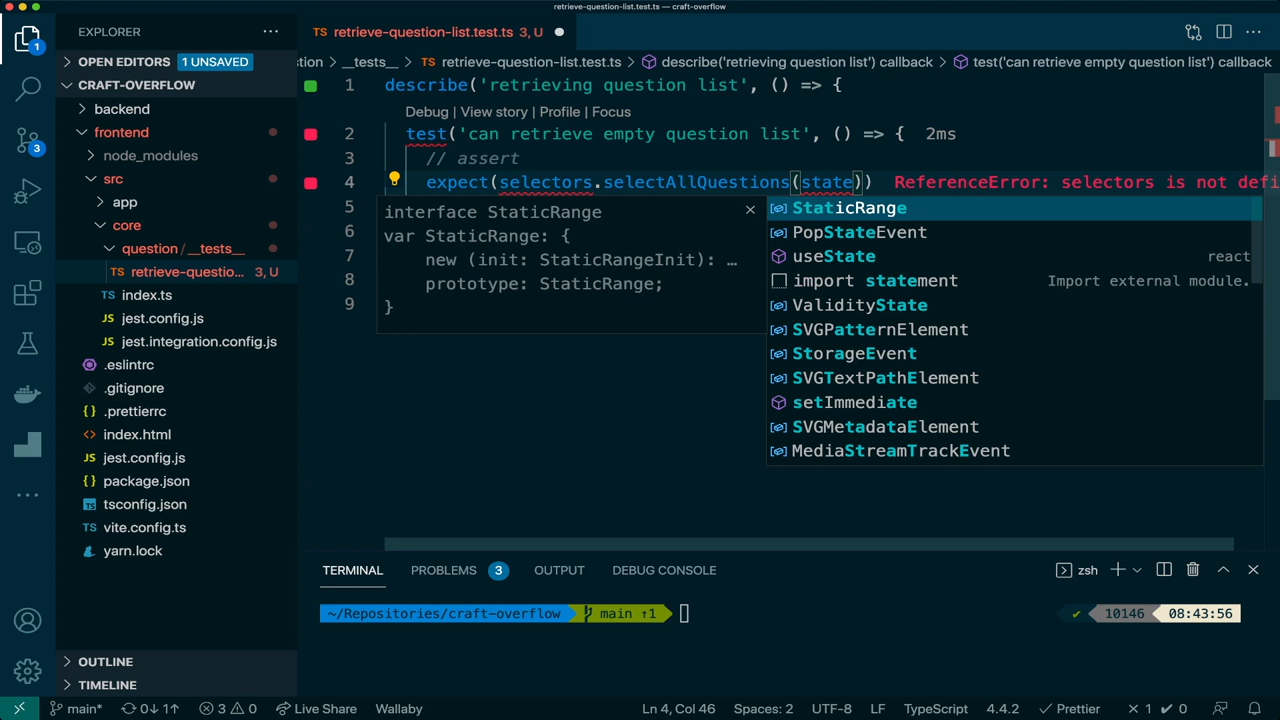 retrieve-question-list.test.ts — craft-overflow
EXPLORER
OPEN EDITORS 1 UNSAVED
CRAFT-OVERFLOW
backend
frontend
node_modules
src
app
core
question / __tests__
TS retrieve-questio... 3, U
TS index.ts
JS jest.config.js
JS jest.integration.config.js
.eslintrc
.gitignore
{} .prettierrc
<> index.html
JS jest.config.js
{} package.json
TS tsconfig.json
TS vite.config.ts
yarn.lock
OUTLINE
TIMELINE
1
3
TS retrieve-question-list.test.ts 3, U
stion > __tests__ > TS retrieve-question-list.test.ts > describe('retrieving question list') callback > test('can retrieve empty question list') callback
1 describe('retrieving question list', () => {
Debug | View story | Profile | Focus
2 test('can retrieve empty question list', () => { 2ms
3 // assert
4 expect(selectors.selectAllQuestions(state)) ReferenceError: selectors is not defi
5
6
7
8
9
interface StaticRange
var StaticRange: {
new (init: StaticRangeInit): …
prototype: StaticRange;
}
StaticRange
PopStateEvent
useState react
import statement Import external module.
ValidityState
SVGPatternElement
StorageEvent
SVGTextPathElement
setImmediate
SVGMetadataElement
MediaStreamTrackEvent
TERMINAL PROBLEMS 3 OUTPUT DEBUG CONSOLE zsh
~/Repositories/craft-overflow main ↑1 ✔ 10146 08:43:56
main* 0↓ 1↑ 3 0 Live Share Wallaby Ln 4, Col 46 Spaces: 2 UTF-8 LF TypeScript 4.4.2 Prettier × 1 ✔ 0